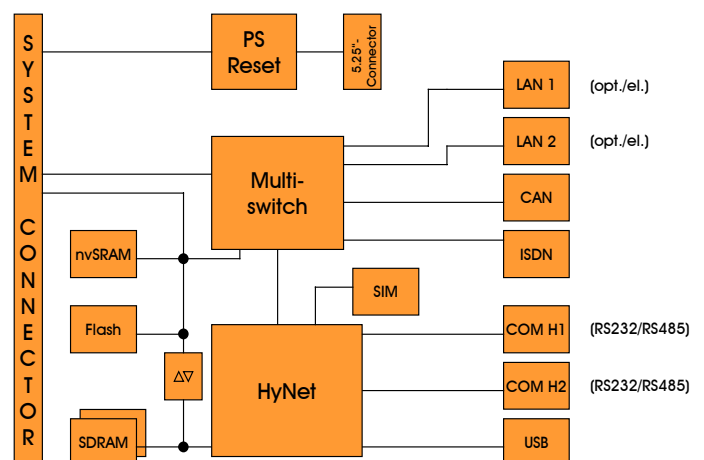 SYSTEM CONNECTOR
PS
Reset
5.25"-
Connector
LAN 1 (opt./el.)
LAN 2 (opt./el.)
Multi-
switch
CAN
nvSRAM
ISDN
SIM
Flash
COM H1 (RS232/RS485)
Δ∇
HyNet
COM H2 (RS232/RS485)
SDRAM
USB